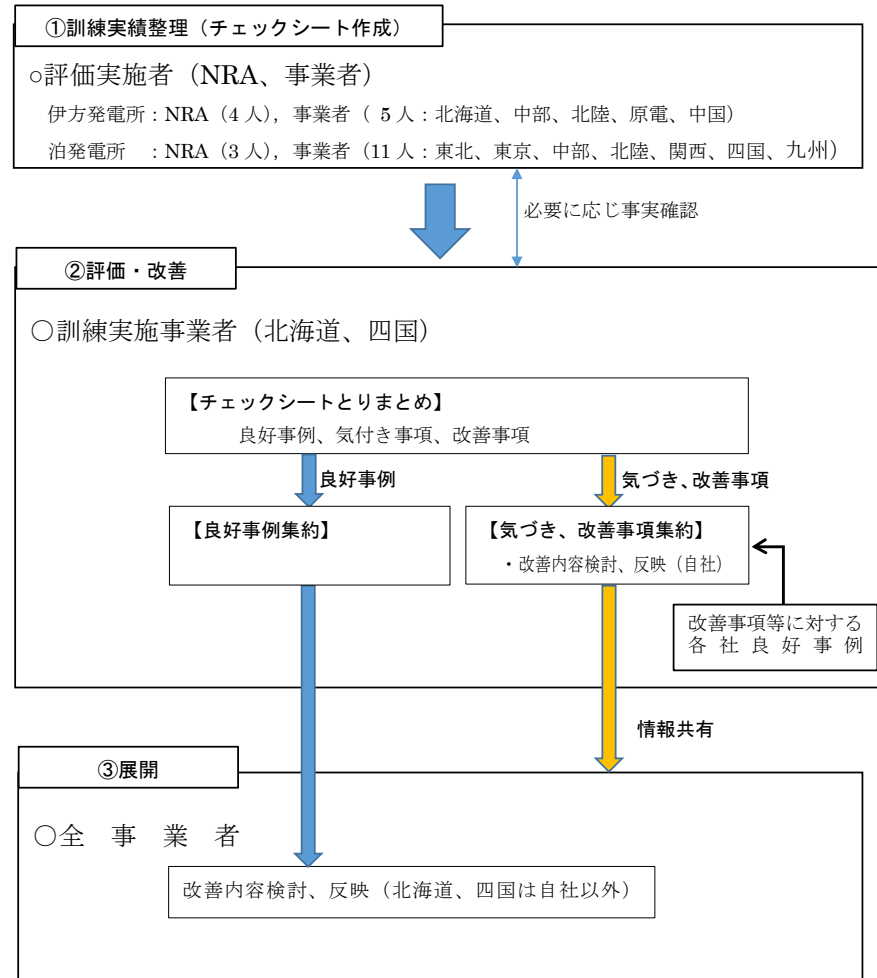 ①訓練実績整理（チェックシート作成）
○評価実施者（NRA、事業者）
伊方発電所：NRA（4人），事業者（ 5人：北海道、中部、北陸、原電、中国）
泊発電所　：NRA（3人），事業者（11人：東北、東京、中部、北陸、関西、四国、九州）
必要に応じ事実確認
②評価・改善
○訓練実施事業者（北海道、四国）
【チェックシートとりまとめ】
良好事例、気付き事項、改善事項
良好事例
気づき、改善事項
【良好事例集約】
【気づき、改善事項集約】
・改善内容検討、反映（自社）
改善事項等に対する
各社良好事例
情報共有
③展開
○全　事　業　者
改善内容検討、反映（北海道、四国は自社以外）